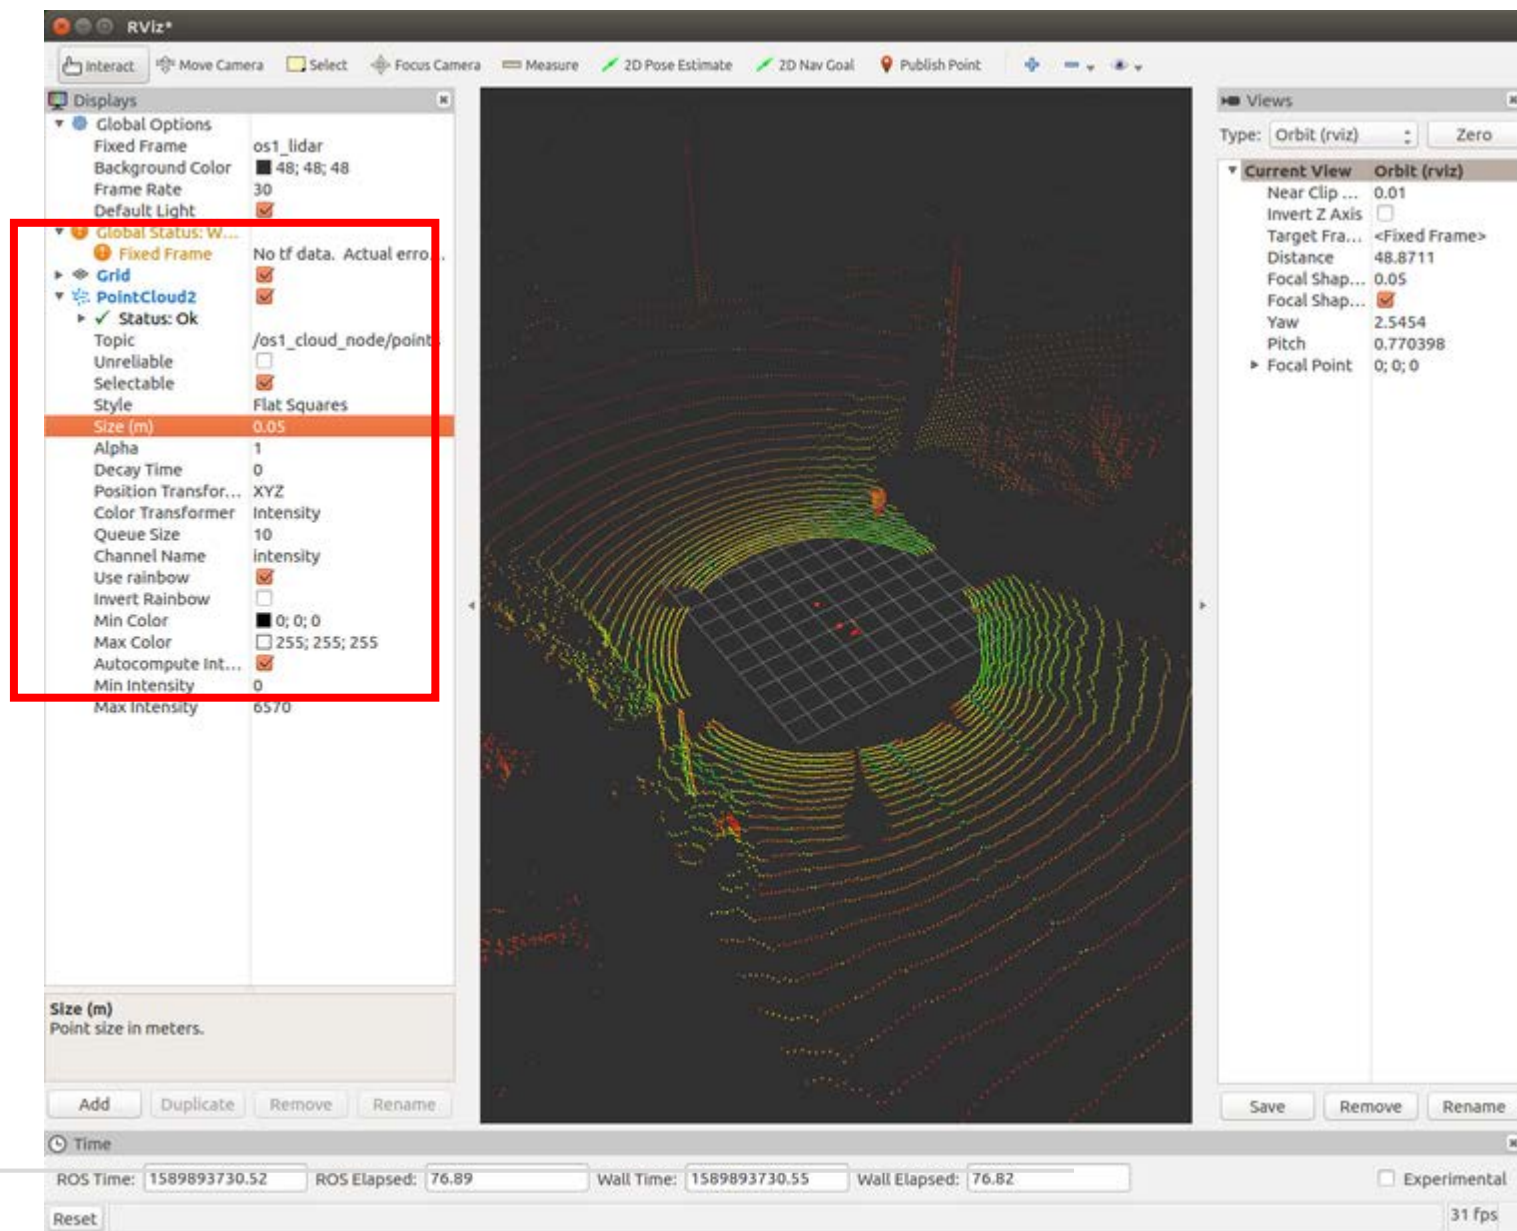 RViz*
Interact Move Camera Select Focus Camera Measure 2D Pose Estimate 2D Nav Goal Publish Point
Displays
Global Options
Fixed Frame os1_lidar
Background Color 48; 48; 48
Frame Rate 30
Default Light
Global Status: W...
Fixed Frame No tf data. Actual erro...
Grid
PointCloud2
Status: Ok
Topic /os1_cloud_node/points
Unreliable
Selectable
Style Flat Squares
Size (m) 0.05
Alpha 1
Decay Time 0
Position Transfor... XYZ
Color Transformer Intensity
Queue Size 10
Channel Name intensity
Use rainbow
Invert Rainbow
Min Color 0; 0; 0
Max Color 255; 255; 255
Autocompute Int...
Min Intensity 0
Max Intensity 6570
Size (m)
Point size in meters.
Add Duplicate Remove Rename
Views
Type: Orbit (rviz) Zero
Current View Orbit (rviz)
Near Clip ... 0.01
Invert Z Axis
Target Fra... <Fixed Frame>
Distance 48.8711
Focal Shap... 0.05
Focal Shap...
Yaw 2.5454
Pitch 0.770398
Focal Point 0; 0; 0
Save Remove Rename
Time
ROS Time: 1589893730.52 ROS Elapsed: 76.89 Wall Time: 1589893730.55 Wall Elapsed: 76.82 Experimental
Reset 31 fps